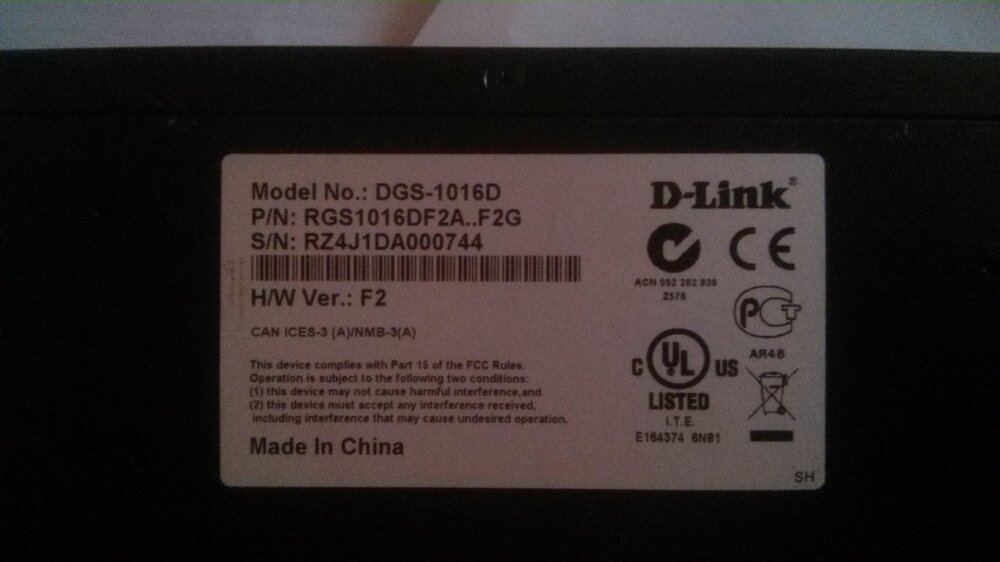 Model No.: DGS-1016D
P/N: RGS1016DF2A..F2G
S/N: RZ4J1DA000744
H/W Ver.: F2
CAN ICES-3 (A)/NMB-3(A)
This device complies with Part 15 of the FCC Rules.
Operation is subject to the following two conditions:
(1) this device may not cause harmful interference,and
(2) this device must accept any interference received,
including interference that may cause undesired operation.
Made In China
D-Link®
CE
ACN 052 202 838
Z576
PCT
AR46
C UL US
LISTED
I.T.E.
E164374 6N81
SH